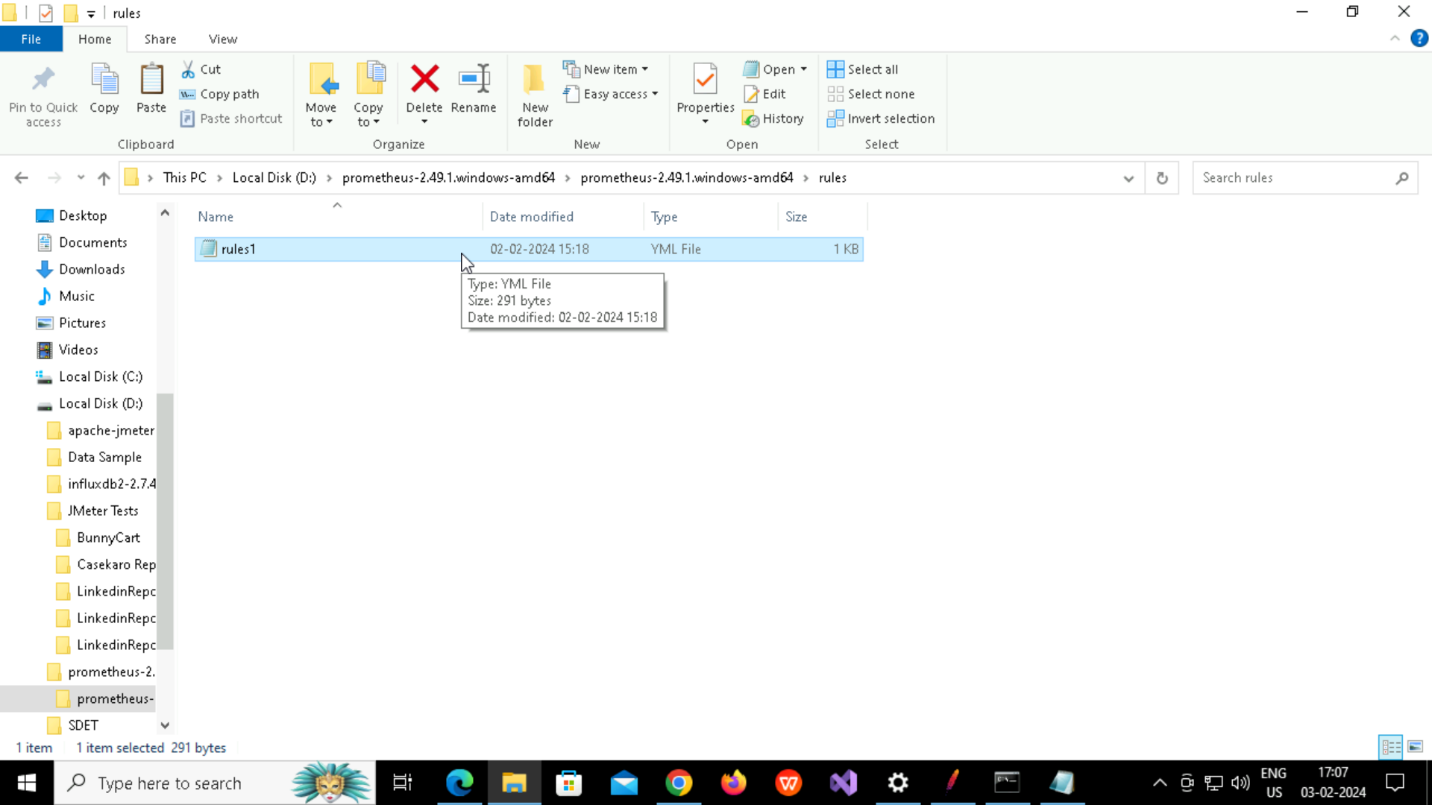 rules
File
Home
Share
View
Pin to Quick access
Copy
Paste
Cut
Copy path
Paste shortcut
Clipboard
Move to
Copy to
Delete
Rename
Organize
New folder
New item
Easy access
New
Properties
Open
Edit
History
Open
Select all
Select none
Invert selection
Select
This PC
Local Disk (D:)
prometheus-2.49.1.windows-amd64
prometheus-2.49.1.windows-amd64
rules
Search rules
Name
Date modified
Type
Size
rules1
02-02-2024 15:18
YML File
1 KB
Type: YML File
Size: 291 bytes
Date modified: 02-02-2024 15:18
Desktop
Documents
Downloads
Music
Pictures
Videos
Local Disk (C:)
Local Disk (D:)
apache-jmeter
Data Sample
influxdb2-2.7.4
JMeter Tests
BunnyCart
Casekaro Rep
LinkedinRepo
LinkedinRepo
LinkedinRepo
prometheus-2.
prometheus-
SDET
1 item
1 item selected 291 bytes
Type here to search
ENG
US
17:07
03-02-2024